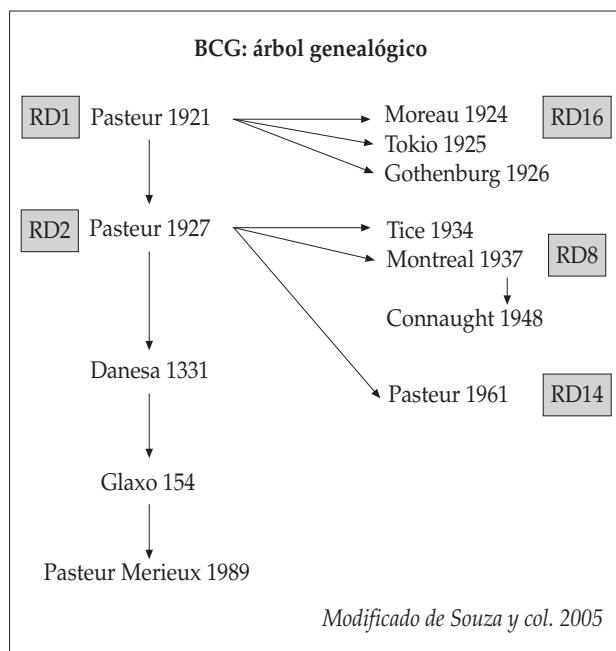 BCG: árbol genealógico
RD1 Pasteur 1921 Moreau 1924 RD16
Tokio 1925
Gothenburg 1926
RD2 Pasteur 1927 Tice 1934
Montreal 1937 RD8
Connaught 1948
Danesa 1331
Pasteur 1961 RD14
Glaxo 154
Pasteur Merieux 1989
Modificado de Souza y col. 2005